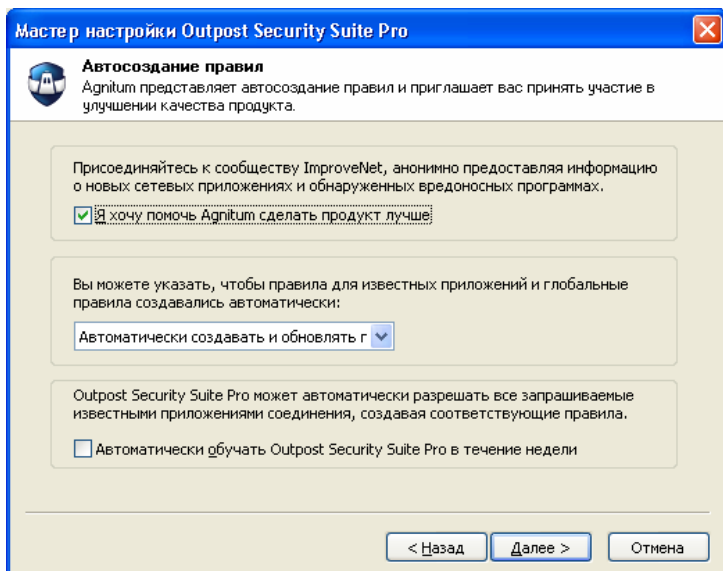 Мастер настройки Outpost Security Suite Pro
Автосоздание правил
Agnitum представляет автосоздание правил и приглашает вас принять участие в
улучшении качества продукта.
Присоединяйтесь к сообществу ImproveNet, анонимно предоставляя информацию
о новых сетевых приложениях и обнаруженных вредоносных программах.
Я хочу помочь Agnitum сделать продукт лучше
Вы можете указать, чтобы правила для известных приложений и глобальные
правила создавались автоматически:
Автоматически создавать и обновлять г
Outpost Security Suite Pro может автоматически разрешать все запрашиваемые
известными приложениями соединения, создавая соответствующие правила.
Автоматически обучать Outpost Security Suite Pro в течение недели
< Назад Далее > Отмена